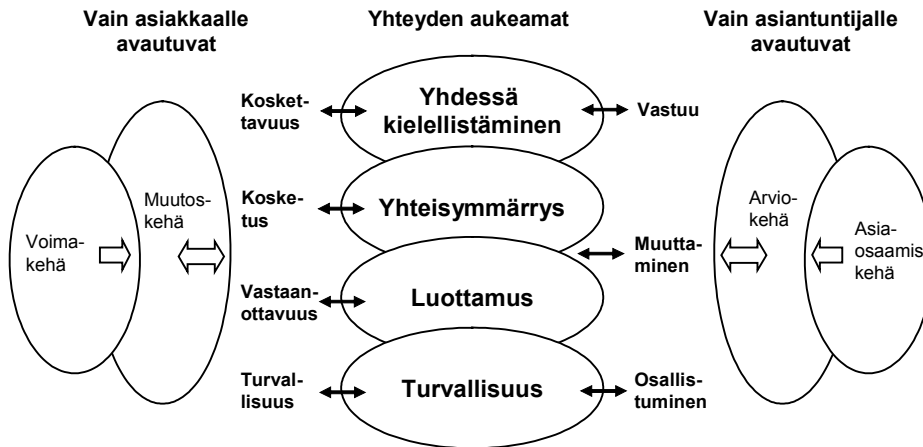 Vain asiakkaalle
avautuvat
Yhteyden aukeamat
Vain asiantuntijalle
avautuvat
Kosket-
tavuus
Yhdessä
kielellistäminen
Vastuu
Koske-
tus
Yhteisymmärrys
Muutos-
kehä
Voima-
kehä
Muutta-
minen
Arvio-
kehä
Asia-
osaamis
kehä
Vastaan-
ottavuus
Luottamus
Turval-
lisuus
Turvallisuus
Osallis-
tuminen